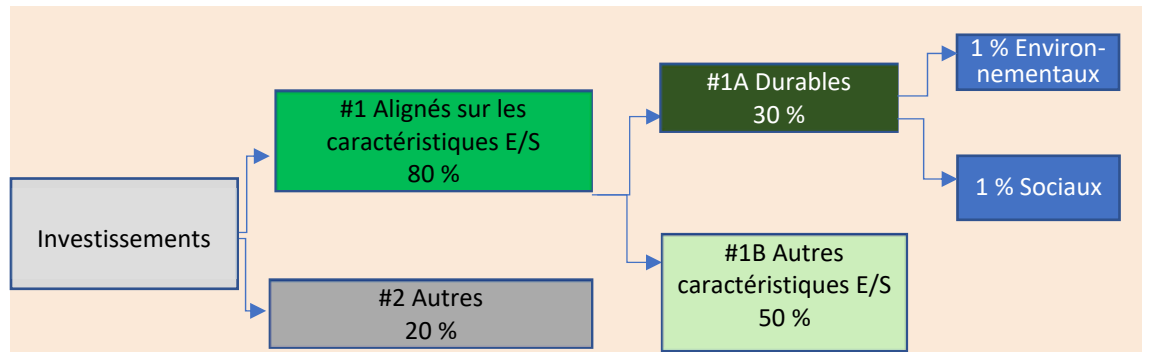 Investissements
#1 Alignés sur les
caractéristiques E/S
80 %
#2 Autres
20 %
#1A Durables
30 %
#1B Autres
caractéristiques E/S
50 %
1 % Environ-
nementaux
1 % Sociaux